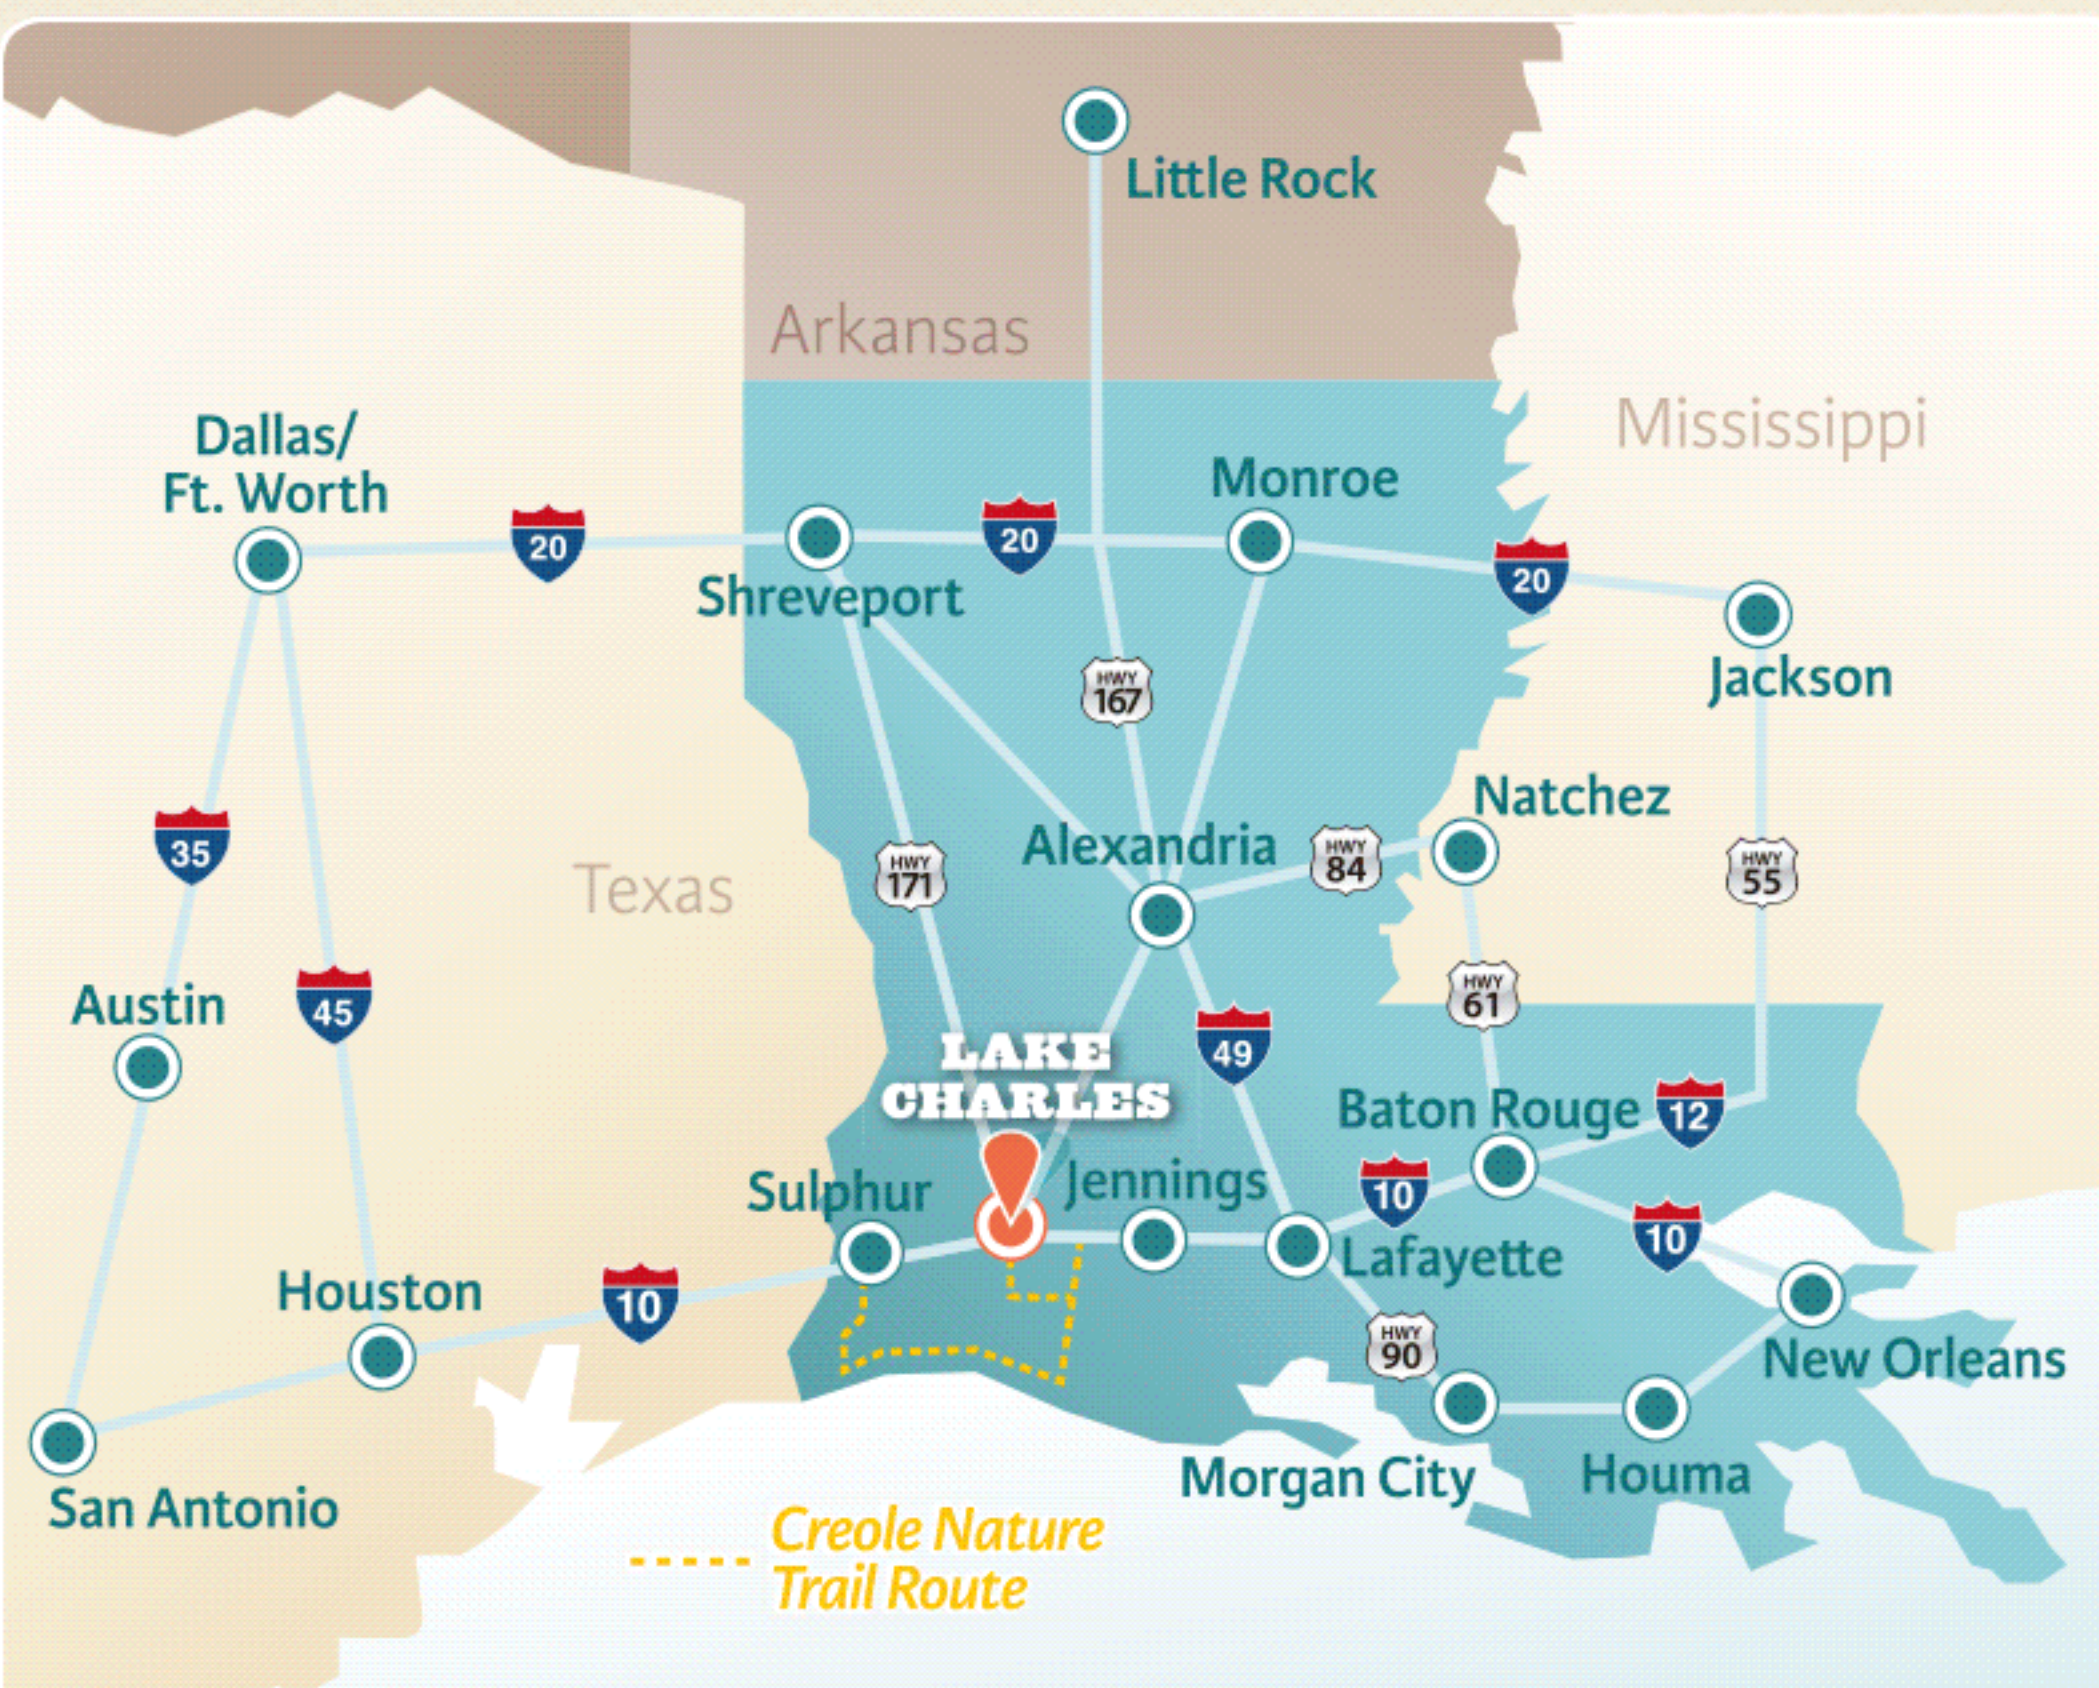 Little Rock
Arkansas
Mississippi
Dallas/
Ft. Worth
Monroe
20
20
20
Shreveport
Jackson
HWY
167
Natchez
Alexandria
HWY
84
35
HWY
171
HWY
55
Texas
45
Austin
HWY
61
49
LAKE
CHARLES
Baton Rouge
12
Sulphur
Jennings
10
10
Lafayette
Houston
10
HWY
90
New Orleans
San Antonio
Morgan City
Houma
Creole Nature
Trail Route